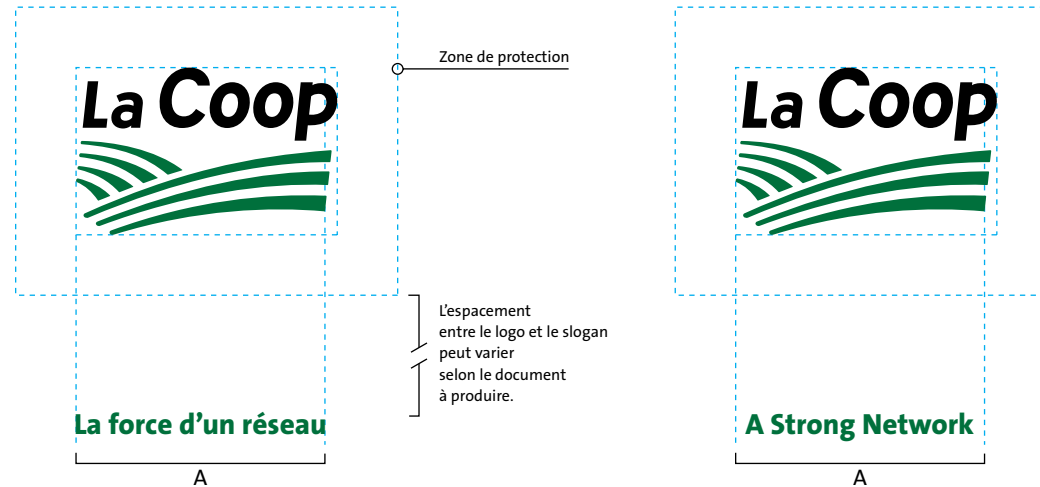 La Coop
Zone de protection
L'espacement
entre le logo et le slogan
peut varier
selon le document
à produire.
La force d'un réseau
A
La Coop
A Strong Network
A